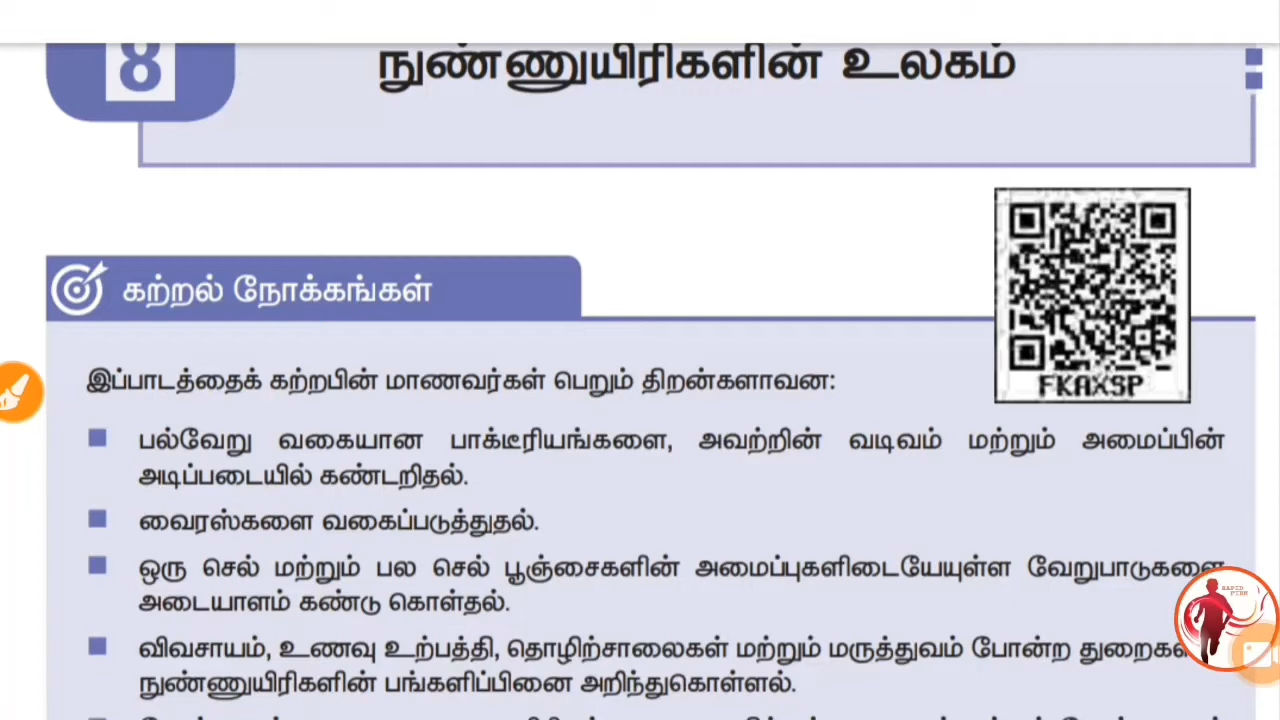 8
நுண்ணுயிரிகளின் உலகம்
FKAXSP
கற்றல் நோக்கங்கள்
இப்பாடத்தைக் கற்றபின் மாணவர்கள் பெறும் திறன்களாவன:
பல்வேறு வகையான பாக்டீரியங்களை, அவற்றின் வடிவம் மற்றும் அமைப்பின்
அடிப்படையில் கண்டறிதல்.
வைரஸ்களை வகைப்படுத்துதல்.
ஒரு செல் மற்றும் பல செல் பூஞ்சைகளின் அமைப்புகளிடையேயுள்ள வேறுபாடுகளை
அடையாளம் கண்டு கொள்தல்.
விவசாயம், உணவு உற்பத்தி, தொழிற்சாலைகள் மற்றும் மருத்துவம் போன்ற
நுண்ணுயிரிகளின் பங்களிப்பினை அறிந்துகொள்ளல்.
RAPID